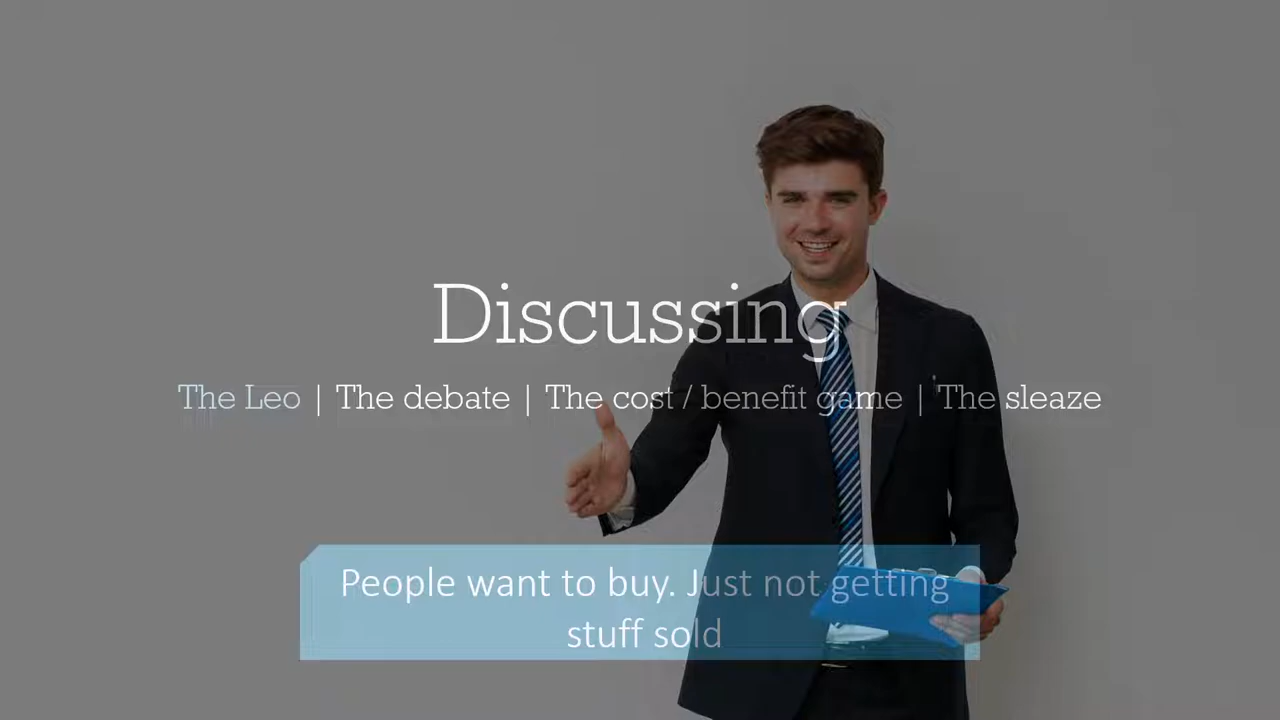 Discussing
The Leo | The debate | The cost / benefit game | The sleaze
People want to buy. Just not getting
stuff sold